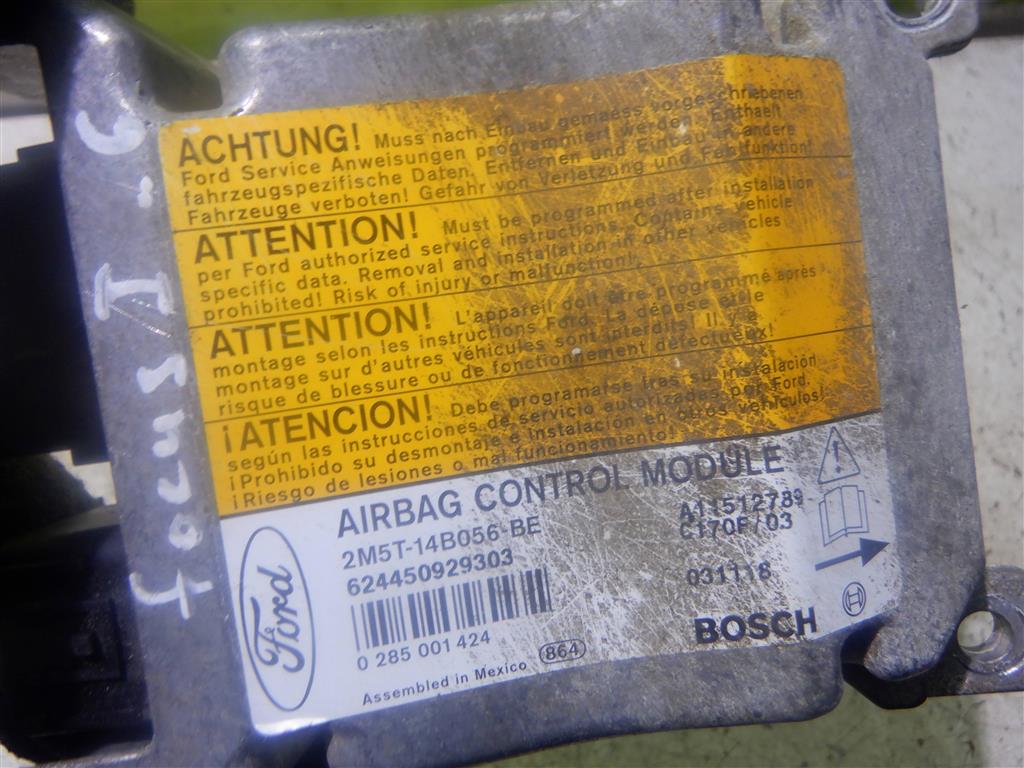 ACHTUNG! Muss nach Einbau gemaess vorgeschriebenen
Ford Service Anweisungen programmiert werden. Enthaelt
fahrzeugspezifische Daten. Entfernen und Einbau in andere
Fahrzeuge verboten! Gefahr von Verletzung und Fehlfunktion!
ATTENTION! Must be programmed after installation
per Ford authorized service instructions. Contains vehicle
specific data. Removal and installation in other vehicles
prohibited! Risk of injury or malfunction!
ATTENTION! L'appareil doit être programmé après
montage selon les instructions Ford. La dépose et le
montage sur d'autres véhicules sont interdits. Il y a
risque de blessure ou de fonctionnement defectueux!
¡ATENCION! Debe programarse tras su instalación
según las instrucciones de servicio autorizadas por Ford.
¡Prohibido su desmontaje e instalación en otros vehículos!
¡Riesgo de lesiones o mal funcionamiento!
AIRBAG CONTROL MODULE
2M5T-14B056-BE
A11512789
624450929303
C170F/03
031118
0 285 001 424
BOSCH
Assembled in Mexico
864
Ford
focus I - 6